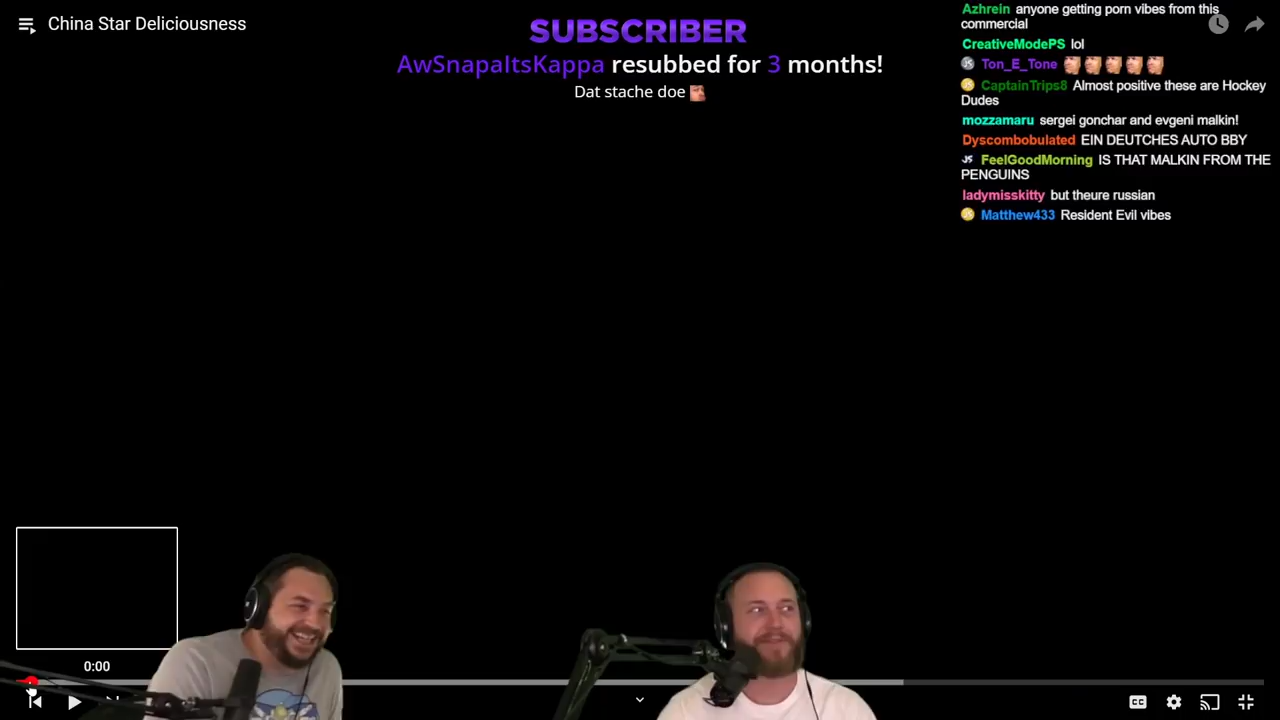 China Star Deliciousness
SUBSCRIBER
AwSnapaItsKappa resubbed for 3 months!
Dat stache doe
Azhrein anyone getting porn vibes from this
commercial
CreativeModePS lol
Ton_E_Tone
CaptainTrips8 Almost positive these are Hockey
Dudes
mozzamaru sergei gonchar and evgeni malkin!
Dyscombobulated EIN DEUTCHES AUTO BBY
JS FeelGoodMorning IS THAT MALKIN FROM THE
PENGUINS
ladymisskitty but theure russian
Matthew433 Resident Evil vibes
0:00
CC